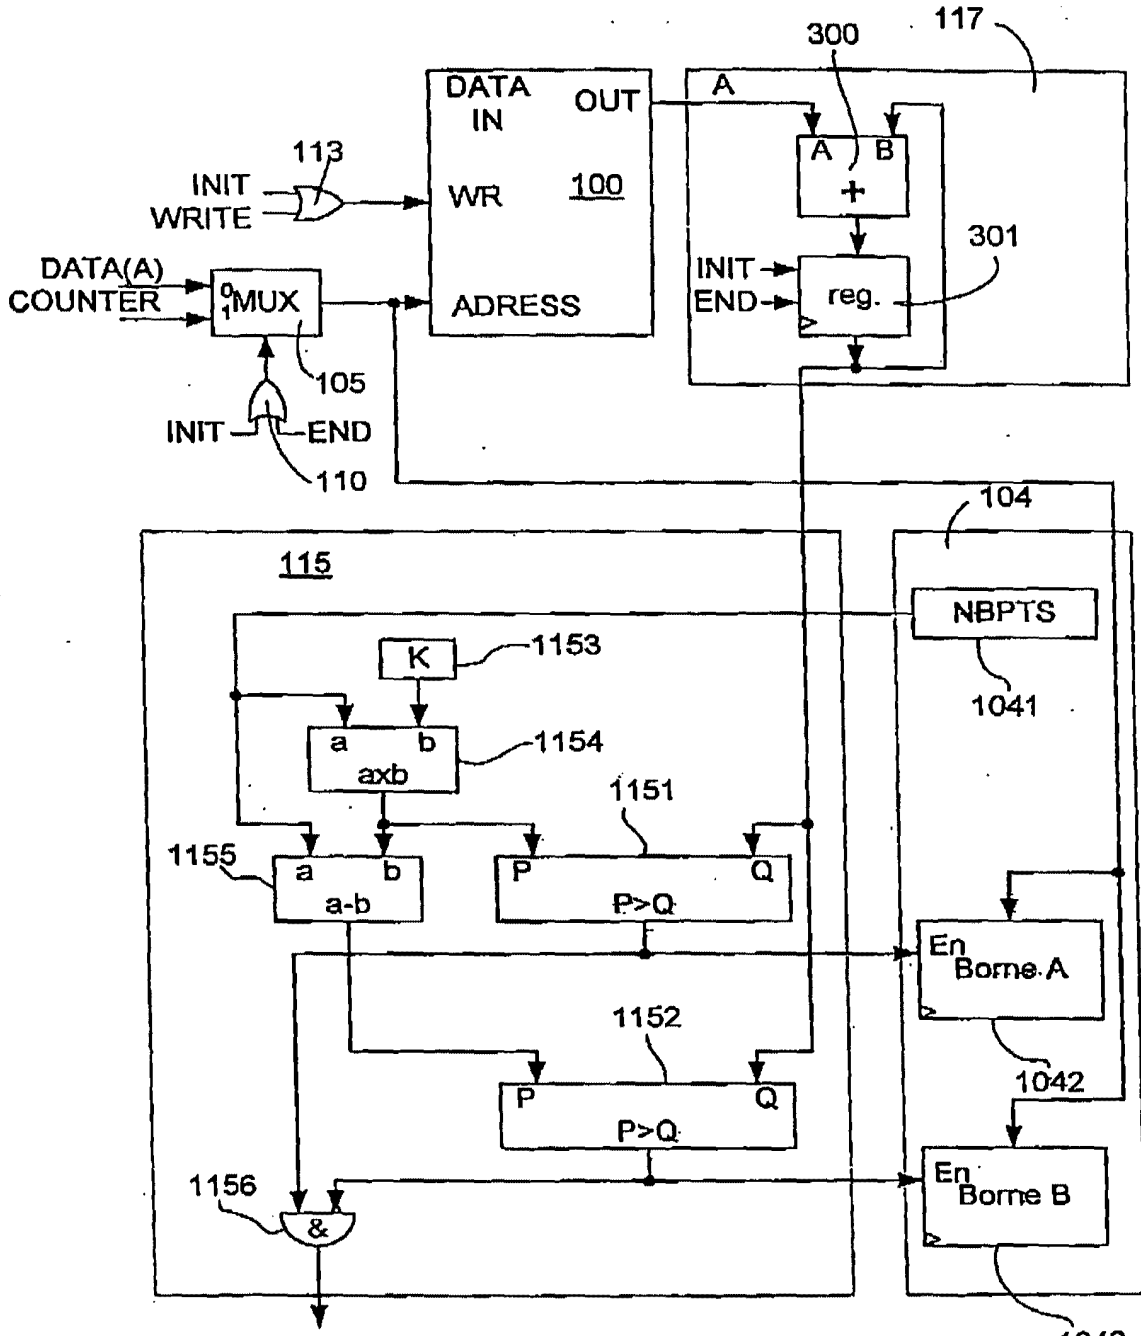 117
300
DATA IN
OUT
A
A B
+
113
INIT
WRITE
WR
100
301
DATA(A)
COUNTER
0
1
MUX
ADRESS
INIT
END
reg.
105
INIT
END
110
104
115
NBPTS
K
1153
1041
a b
axb
1154
1151
1155
a b
a-b
P Q
P>Q
En
Borne A
1152
1042
P Q
P>Q
1156
&
En
Borne B